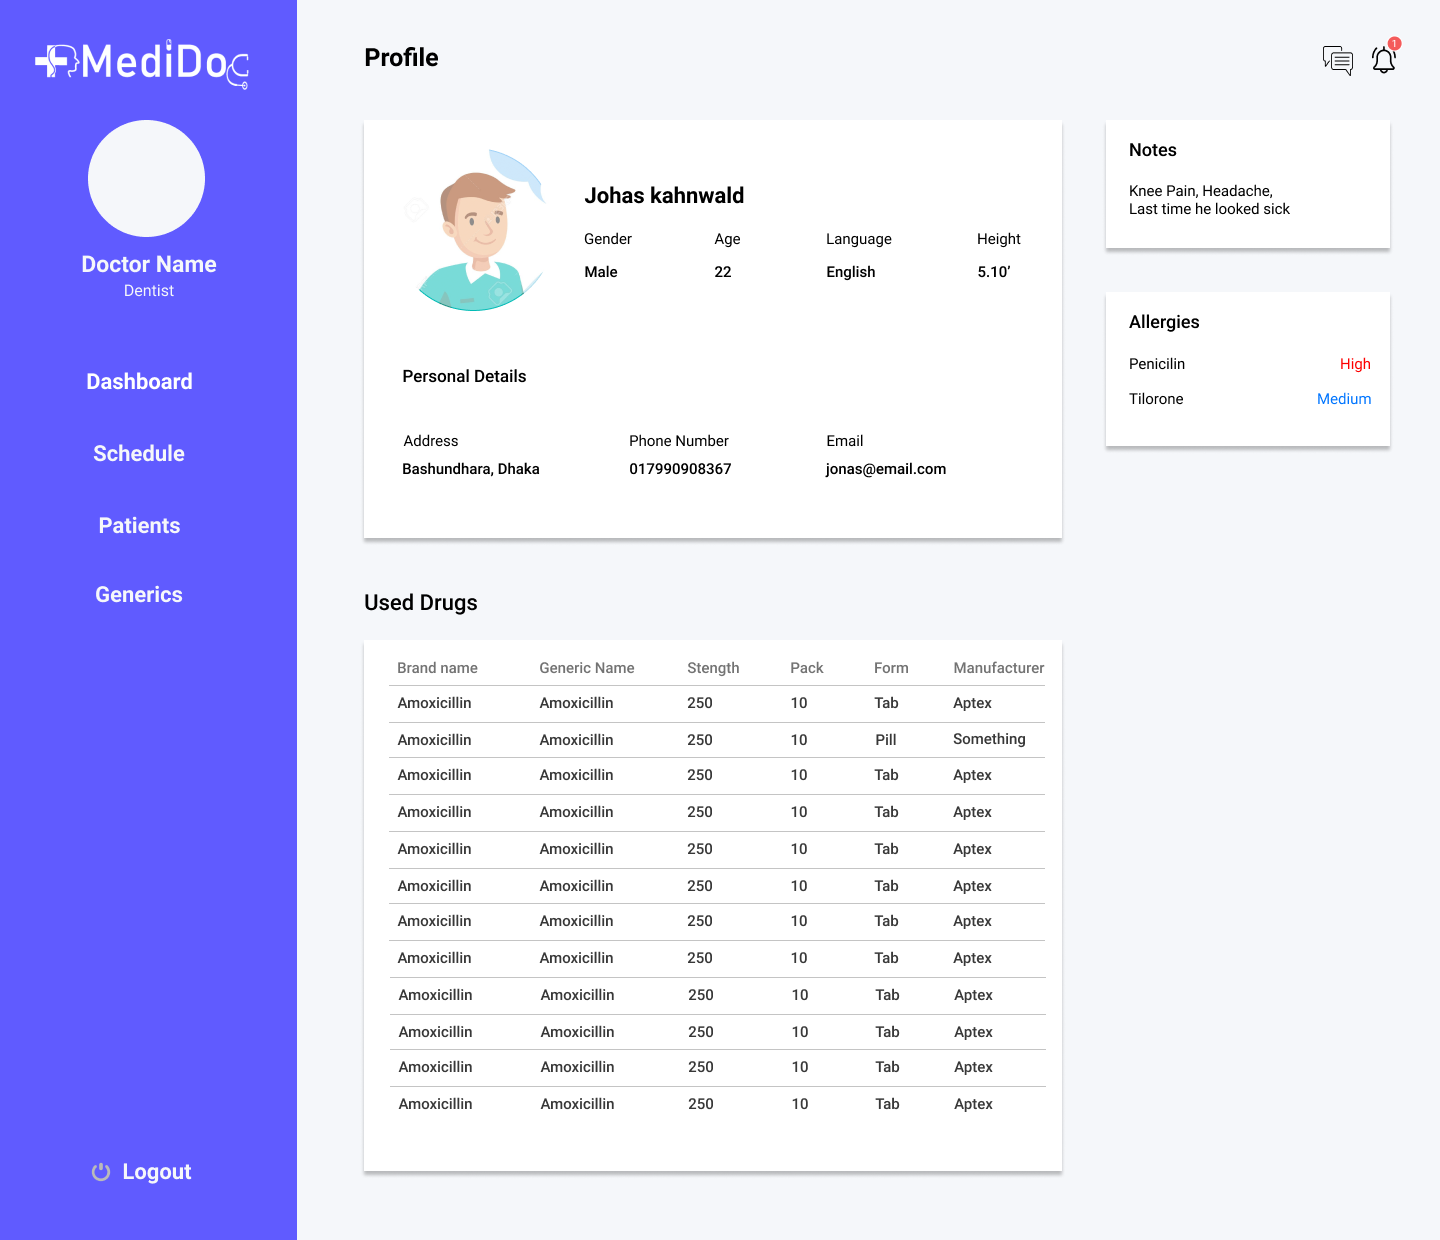 MediDoc
Doctor Name
Dentist
Dashboard
Schedule
Patients
Generics
Logout
Profile
1
Johas kahnwald
Gender Age Language Height
Male 22 English 5.10’
Personal Details
Address Phone Number Email
Bashundhara, Dhaka 017990908367 jonas@email.com
Notes
Knee Pain, Headache,
Last time he looked sick
Allergies
Penicilin High
Tilorone Medium
Used Drugs
Brand name Generic Name Stength Pack Form Manufacturer
Amoxicillin Amoxicillin 250 10 Tab Aptex
Amoxicillin Amoxicillin 250 10 Pill Something
Amoxicillin Amoxicillin 250 10 Tab Aptex
Amoxicillin Amoxicillin 250 10 Tab Aptex
Amoxicillin Amoxicillin 250 10 Tab Aptex
Amoxicillin Amoxicillin 250 10 Tab Aptex
Amoxicillin Amoxicillin 250 10 Tab Aptex
Amoxicillin Amoxicillin 250 10 Tab Aptex
Amoxicillin Amoxicillin 250 10 Tab Aptex
Amoxicillin Amoxicillin 250 10 Tab Aptex
Amoxicillin Amoxicillin 250 10 Tab Aptex
Amoxicillin Amoxicillin 250 10 Tab Aptex